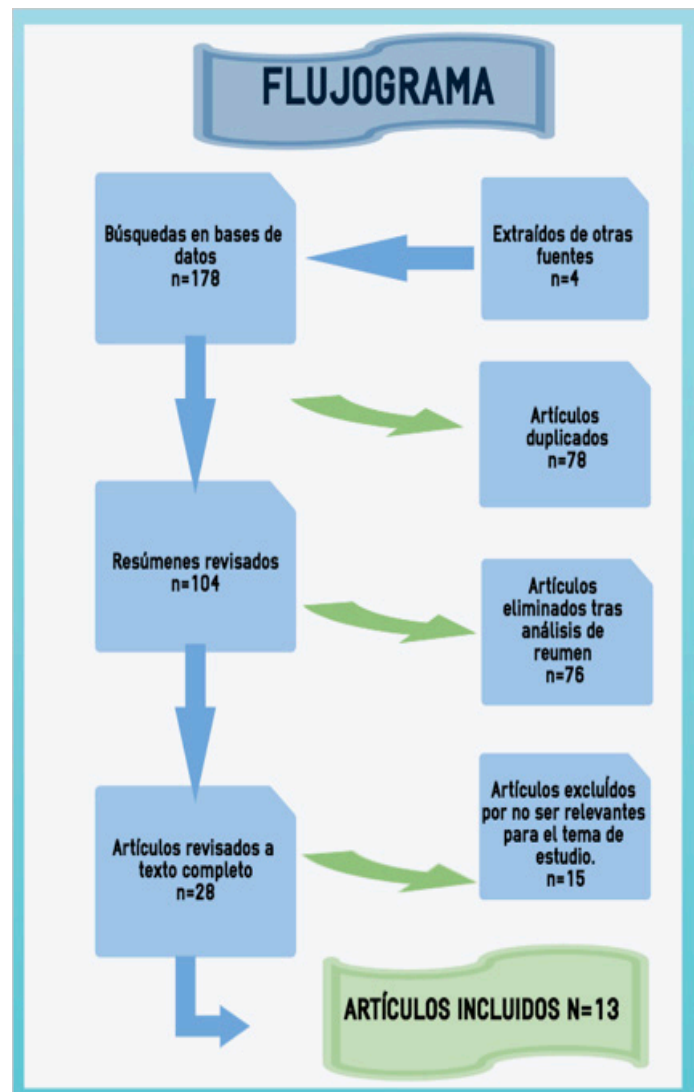 FLUJOGRAMA
Búsquedas en bases de
datos
n=178
Extraídos de otras
fuentes
n=4
Artículos
duplicados
n=78
Resúmenes revisados
n=104
Artículos
eliminados tras
análisis de
reumen
n=76
Artículos revisados a
texto completo
n=28
Artículos excluÍdos
por no ser relevantes
para el tema de
estudio.
n=15
ARTÍCULOS INCLUIDOS N=13